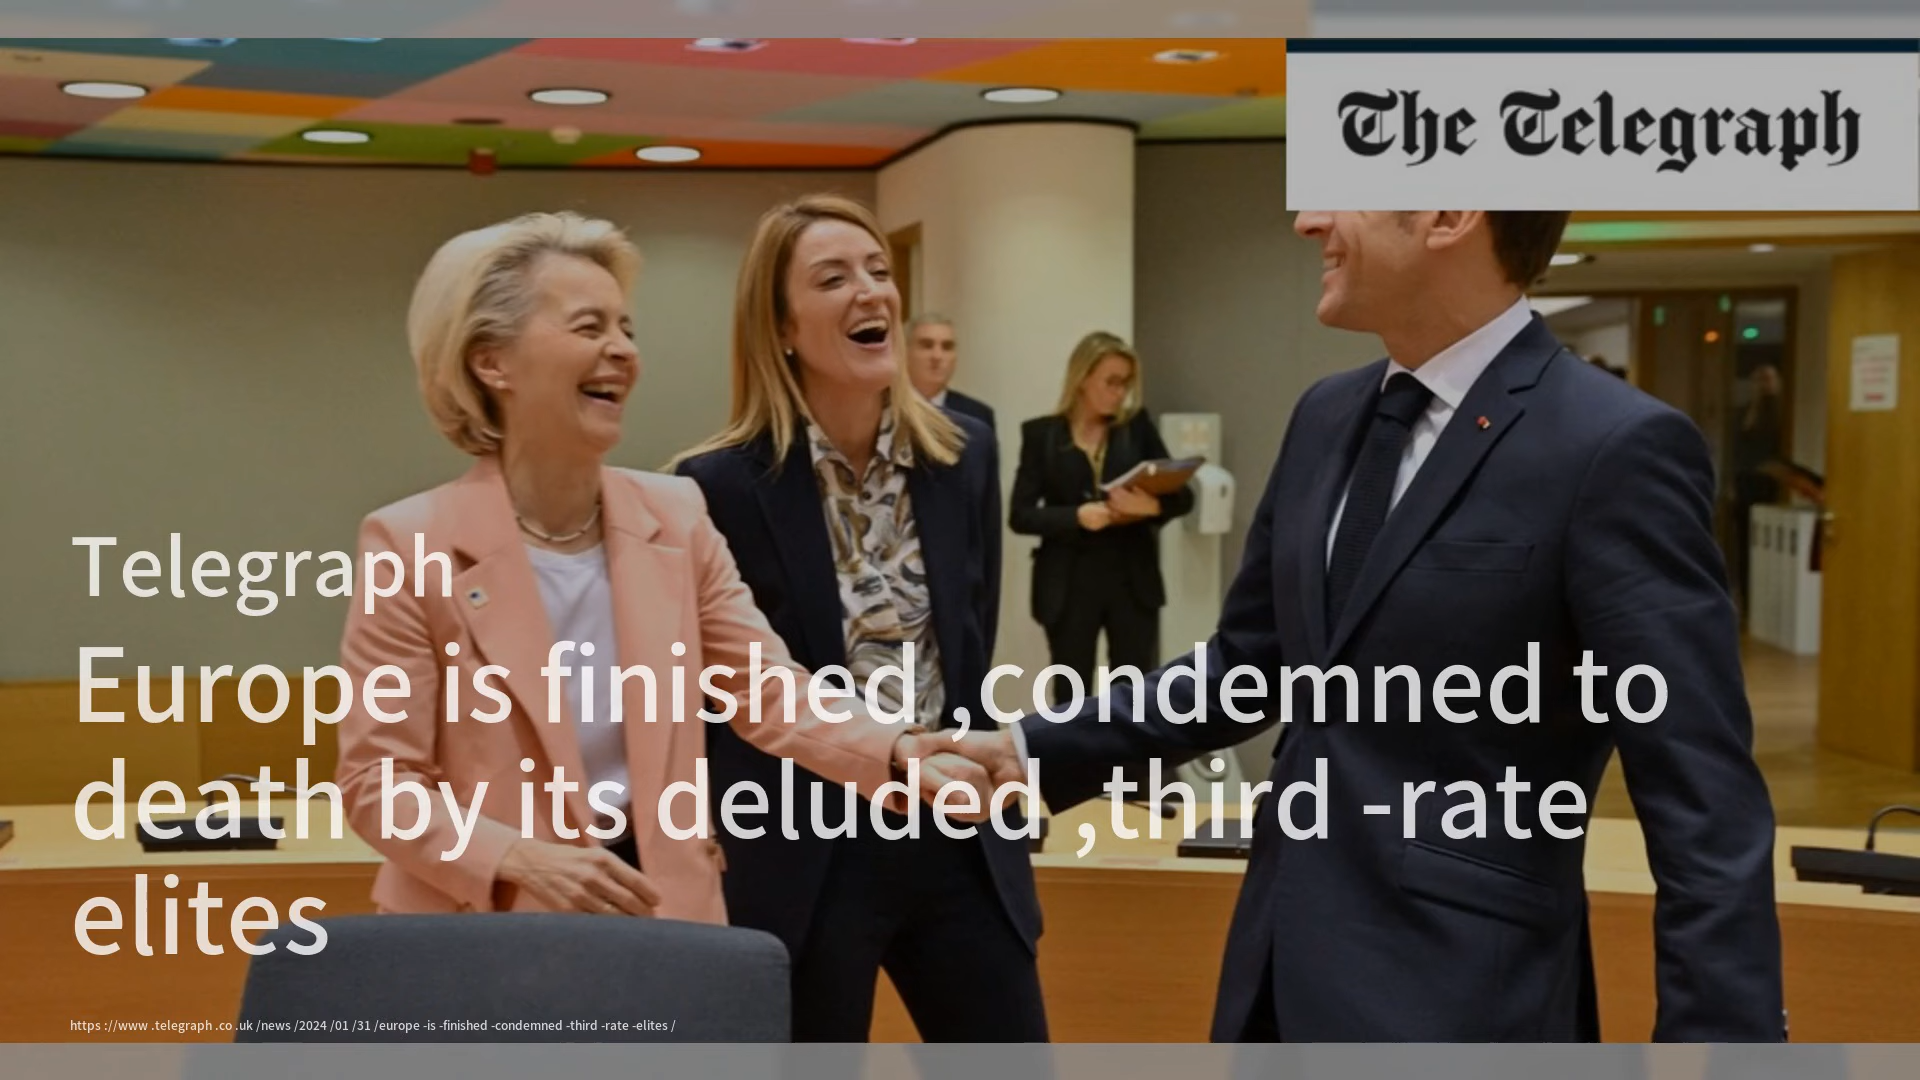 The Telegraph
Telegraph
Europe is finished ,condemned to
death by its deluded ,third -rate
elites
https ://www .telegraph .co .uk /news /2024 /01 /31 /europe -is -finished -condemned -third -rate -elites /